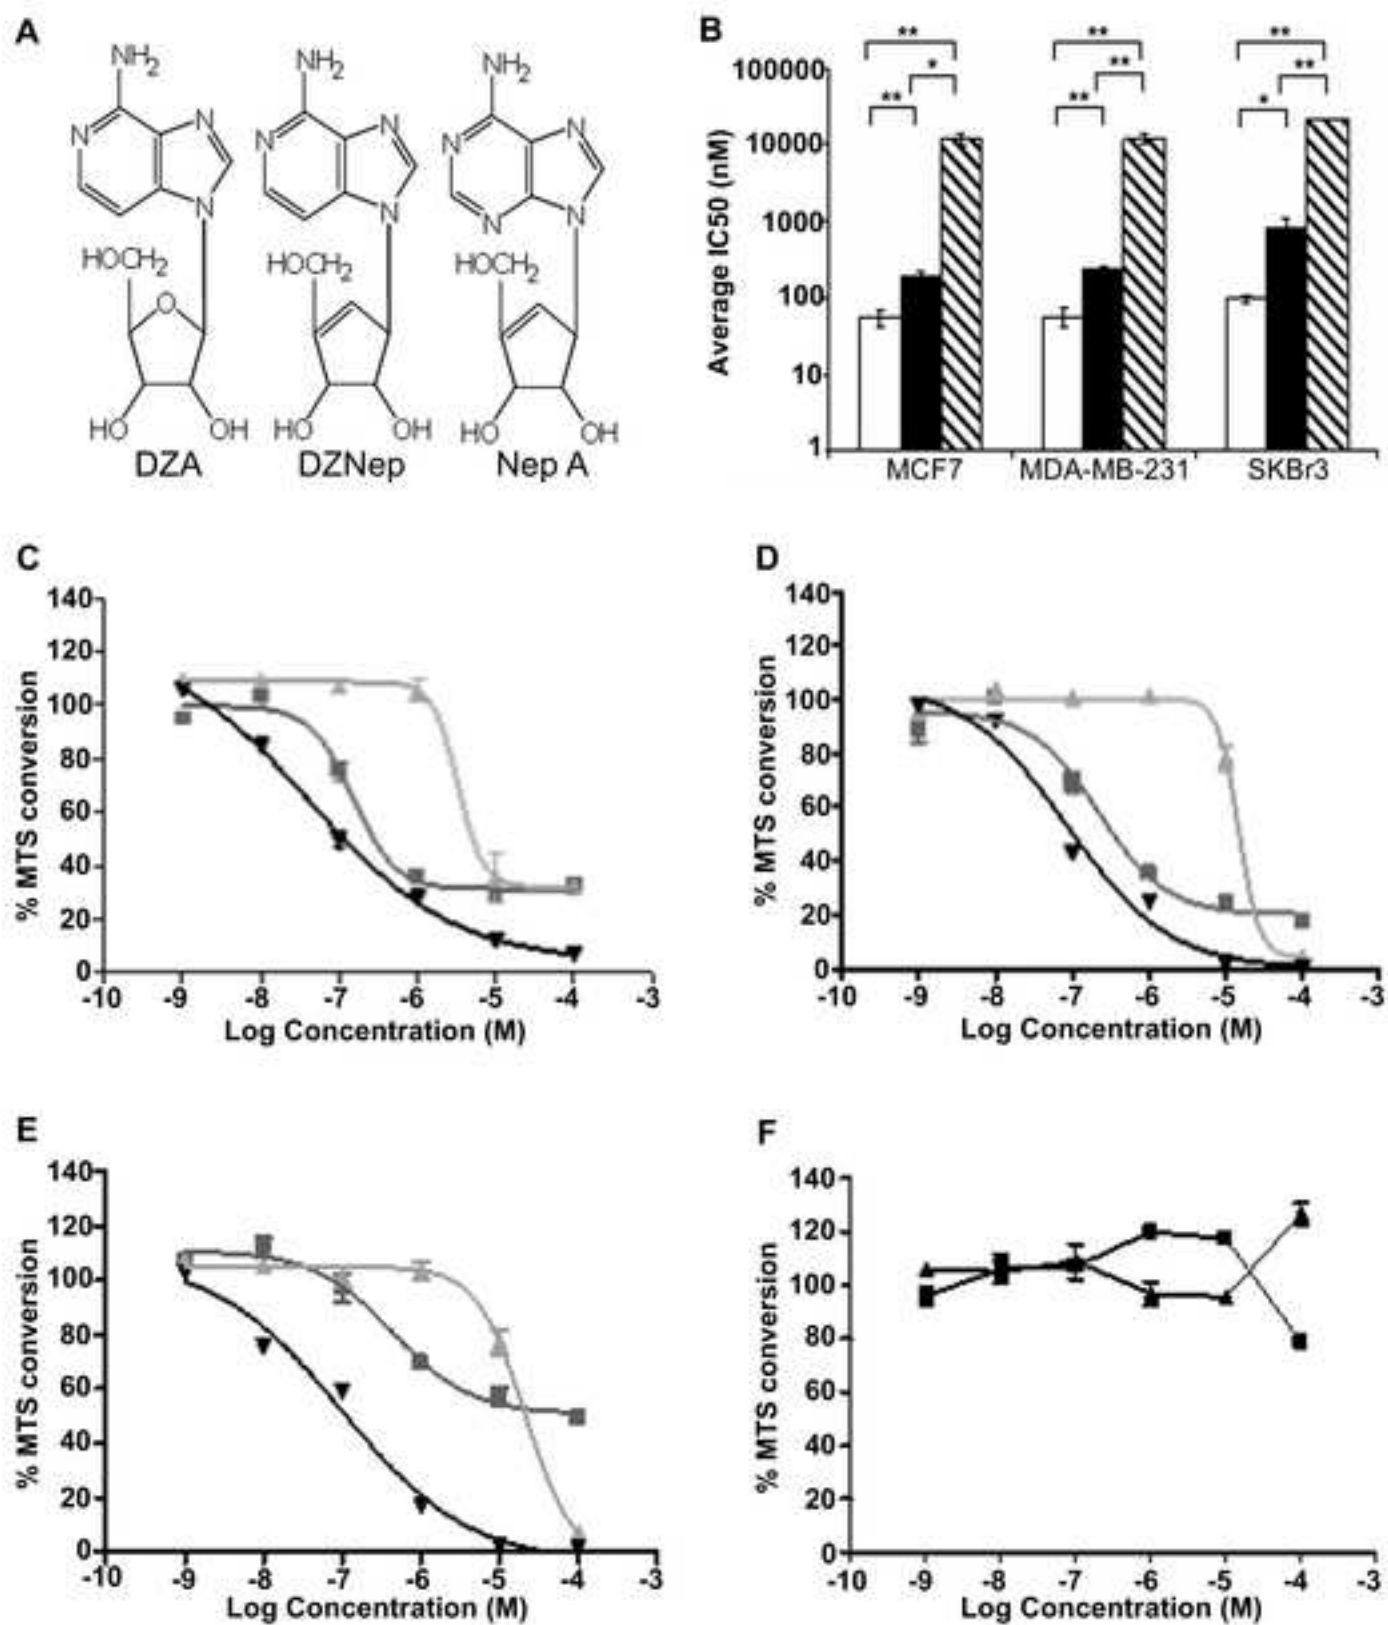 A
NH2
N
N
N
HOCH2
O
HO
OH
DZA
NH2
N
N
N
HOCH2
HO
OH
DZNep
NH2
N
N
N
N
HOCH2
HO
OH
Nep A
B
Average IC50 (nM)
100000
10000
1000
100
10
1
**
*
**
**
**
**
**
**
*
MCF7
MDA-MB-231
SKBr3
C
% MTS conversion
140
120
100
80
60
40
20
0
-10 -9 -8 -7 -6 -5 -4 -3
Log Concentration (M)
D
% MTS conversion
140
120
100
80
60
40
20
0
-10 -9 -8 -7 -6 -5 -4 -3
Log Concentration (M)
E
% MTS conversion
140
120
100
80
60
40
20
0
-10 -9 -8 -7 -6 -5 -4 -3
Log Concentration (M)
F
% MTS conversion
140
120
100
80
60
40
20
0
-10 -9 -8 -7 -6 -5 -4 -3
Log Concentration (M)